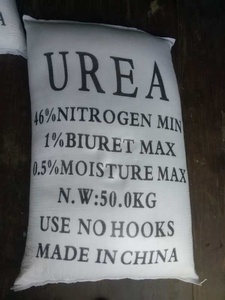 UREA
46%NITROGEN MIN
1%BIURET MAX
0.5%MOISTURE MAX
N.W:50.0KG
USE NO HOOKS
MADE IN CHINA